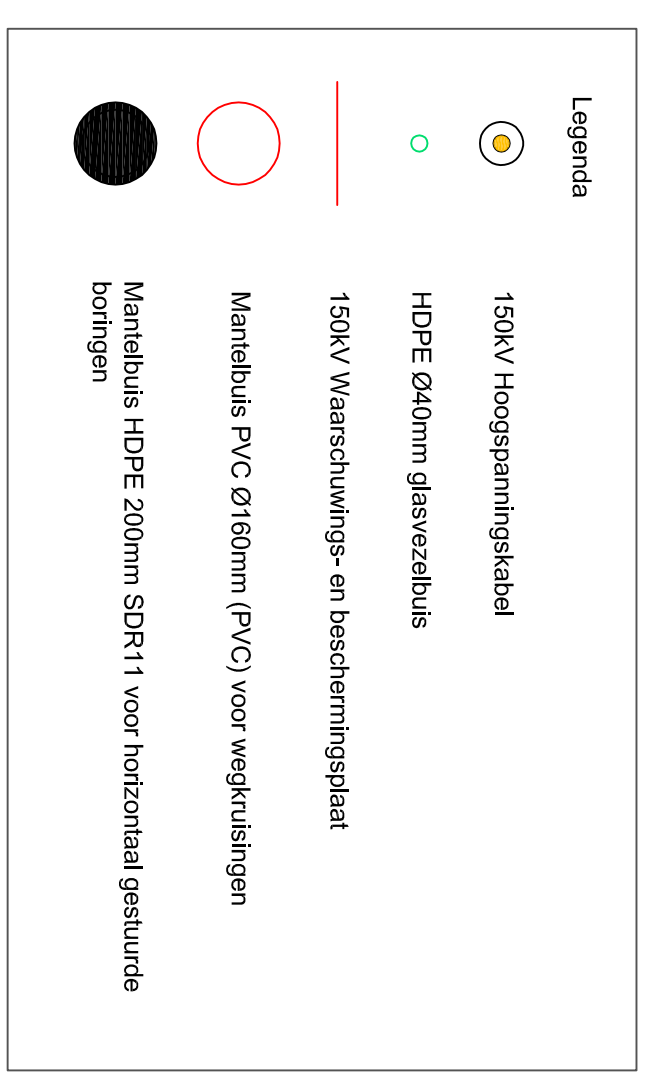 Legenda
150kV Hoogspanningskabel
HDPE Ø40mm glasvezelbuis
150kV Waarschuwings- en beschermingsplaat
Mantelbuis PVC Ø160mm (PVC) voor wegkruisingen
Mantelbuis HDPE 200mm SDR11 voor horizontaal gestuurde
boringen